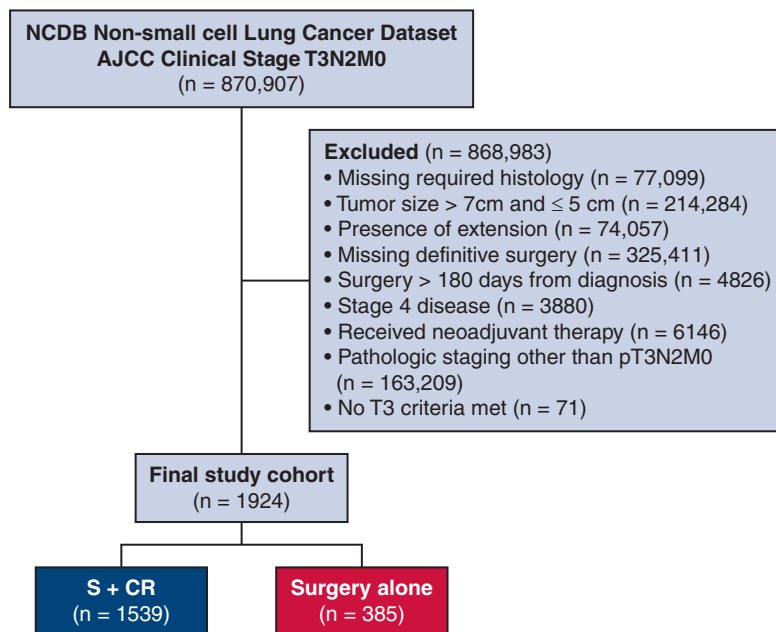 NCDB Non-small cell Lung Cancer Dataset
AJCC Clinical Stage T3N2M0
(n = 870,907)
Excluded (n = 868,983)
• Missing required histology (n = 77,099)
• Tumor size > 7cm and ≤ 5 cm (n = 214,284)
• Presence of extension (n = 74,057)
• Missing definitive surgery (n = 325,411)
• Surgery > 180 days from diagnosis (n = 4826)
• Stage 4 disease (n = 3880)
• Received neoadjuvant therapy (n = 6146)
• Pathologic staging other than pT3N2M0
(n = 163,209)
• No T3 criteria met (n = 71)
Final study cohort
(n = 1924)
S + CR
(n = 1539)
Surgery alone
(n = 385)